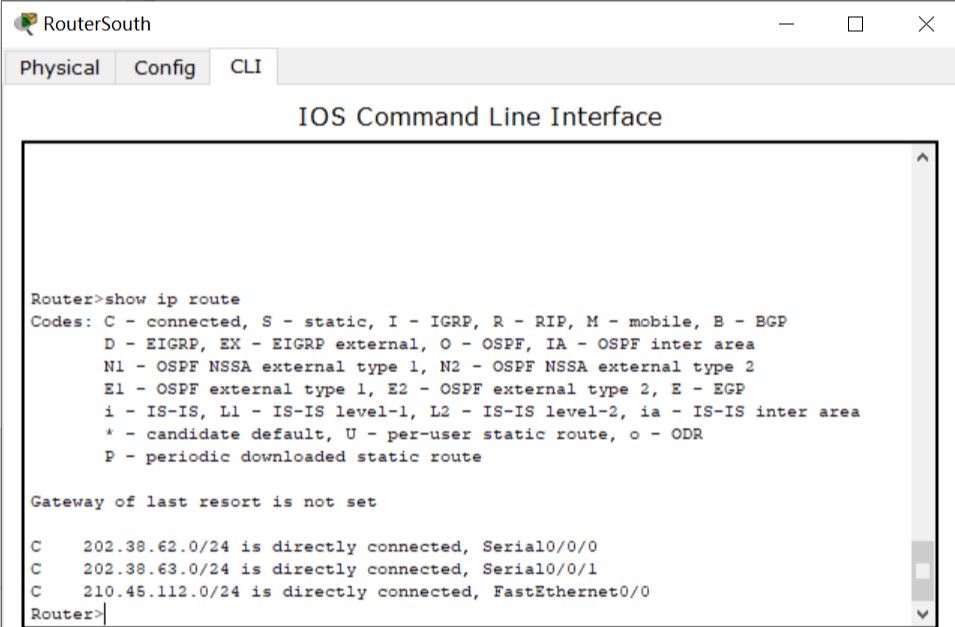 RouterSouth
Physical Config CLI
IOS Command Line Interface
Router>show ip route
Codes: C - connected, S - static, I - IGRP, R - RIP, M - mobile, B - BGP
       D - EIGRP, EX - EIGRP external, O - OSPF, IA - OSPF inter area
       N1 - OSPF NSSA external type 1, N2 - OSPF NSSA external type 2
       E1 - OSPF external type 1, E2 - OSPF external type 2, E - EGP
       i - IS-IS, L1 - IS-IS level-1, L2 - IS-IS level-2, ia - IS-IS inter area
       * - candidate default, U - per-user static route, o - ODR
       P - periodic downloaded static route
Gateway of last resort is not set
C    202.38.62.0/24 is directly connected, Serial0/0/0
C    202.38.63.0/24 is directly connected, Serial0/0/1
C    210.45.112.0/24 is directly connected, FastEthernet0/0
Router>